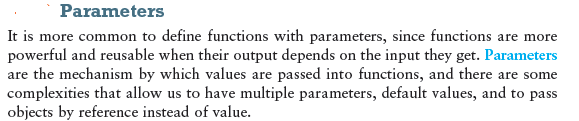 Parameters
It is more common to define functions with parameters, since functions are more
powerful and reusable when their output depends on the input they get. Parameters
are the mechanism by which values are passed into functions, and there are some
complexities that allow us to have multiple parameters, default values, and to pass
objects by reference instead of value.